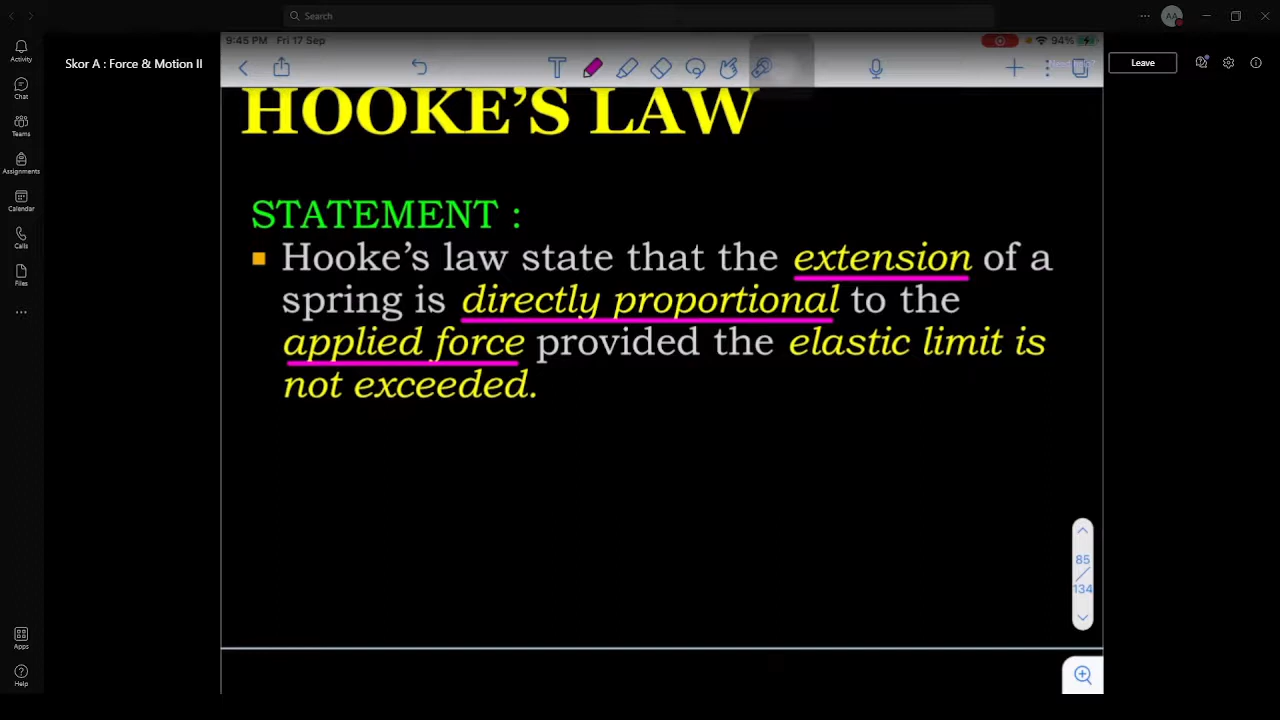 Search
AA
9:45 PM Fri 17 Sep
94%
Activity
Skor A : Force & Motion II
Leave
Chat
Teams
Assignments
Calendar
Calls
Files
HOOKE'S LAW
STATEMENT :
Hooke's law state that the extension of a
spring is directly proportional to the
applied force provided the elastic limit is
not exceeded.
85
134
Apps
Help